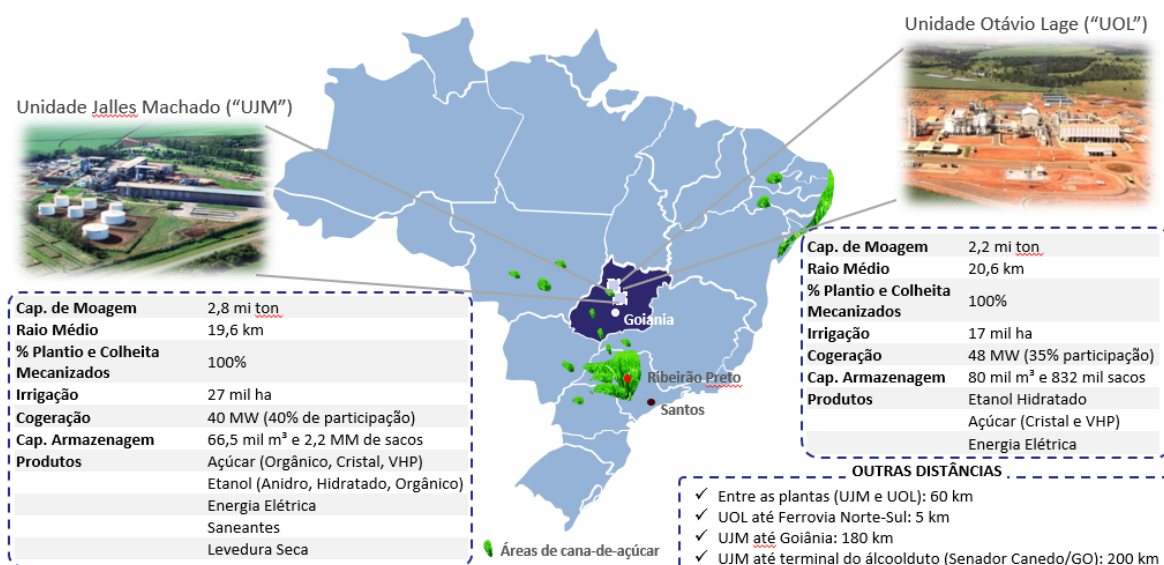 Unidade Otávio Lage (“UOL”)
Unidade Jalles Machado (“UJM”)
Cap. de Moagem 2,8 mi ton
Raio Médio 19,6 km
% Plantio e Colheita Mecanizados 100%
Irrigação 27 mil ha
Cogeração 40 MW (40% de participação)
Cap. Armazenagem 66,5 mil m³ e 2,2 MM de sacos
Produtos Açúcar (Orgânico, Cristal, VHP)
Etanol (Anidro, Hidratado, Orgânico)
Energia Elétrica
Saneantes
Levedura Seca
Goiânia
Ribeirão Preto
Santos
Áreas de cana-de-açúcar
Cap. de Moagem 2,2 mi ton
Raio Médio 20,6 km
% Plantio e Colheita Mecanizados 100%
Irrigação 17 mil ha
Cogeração 48 MW (35% participação)
Cap. Armazenagem 80 mil m³ e 832 mil sacos
Produtos Etanol Hidratado
Açúcar (Cristal e VHP)
Energia Elétrica
OUTRAS DISTÂNCIAS
✓ Entre as plantas (UJM e UOL): 60 km
✓ UOL até Ferrovia Norte-Sul: 5 km
✓ UJM até Goiânia: 180 km
✓ UJM até terminal do álcoolduto (Senador Canedo/GO): 200 km